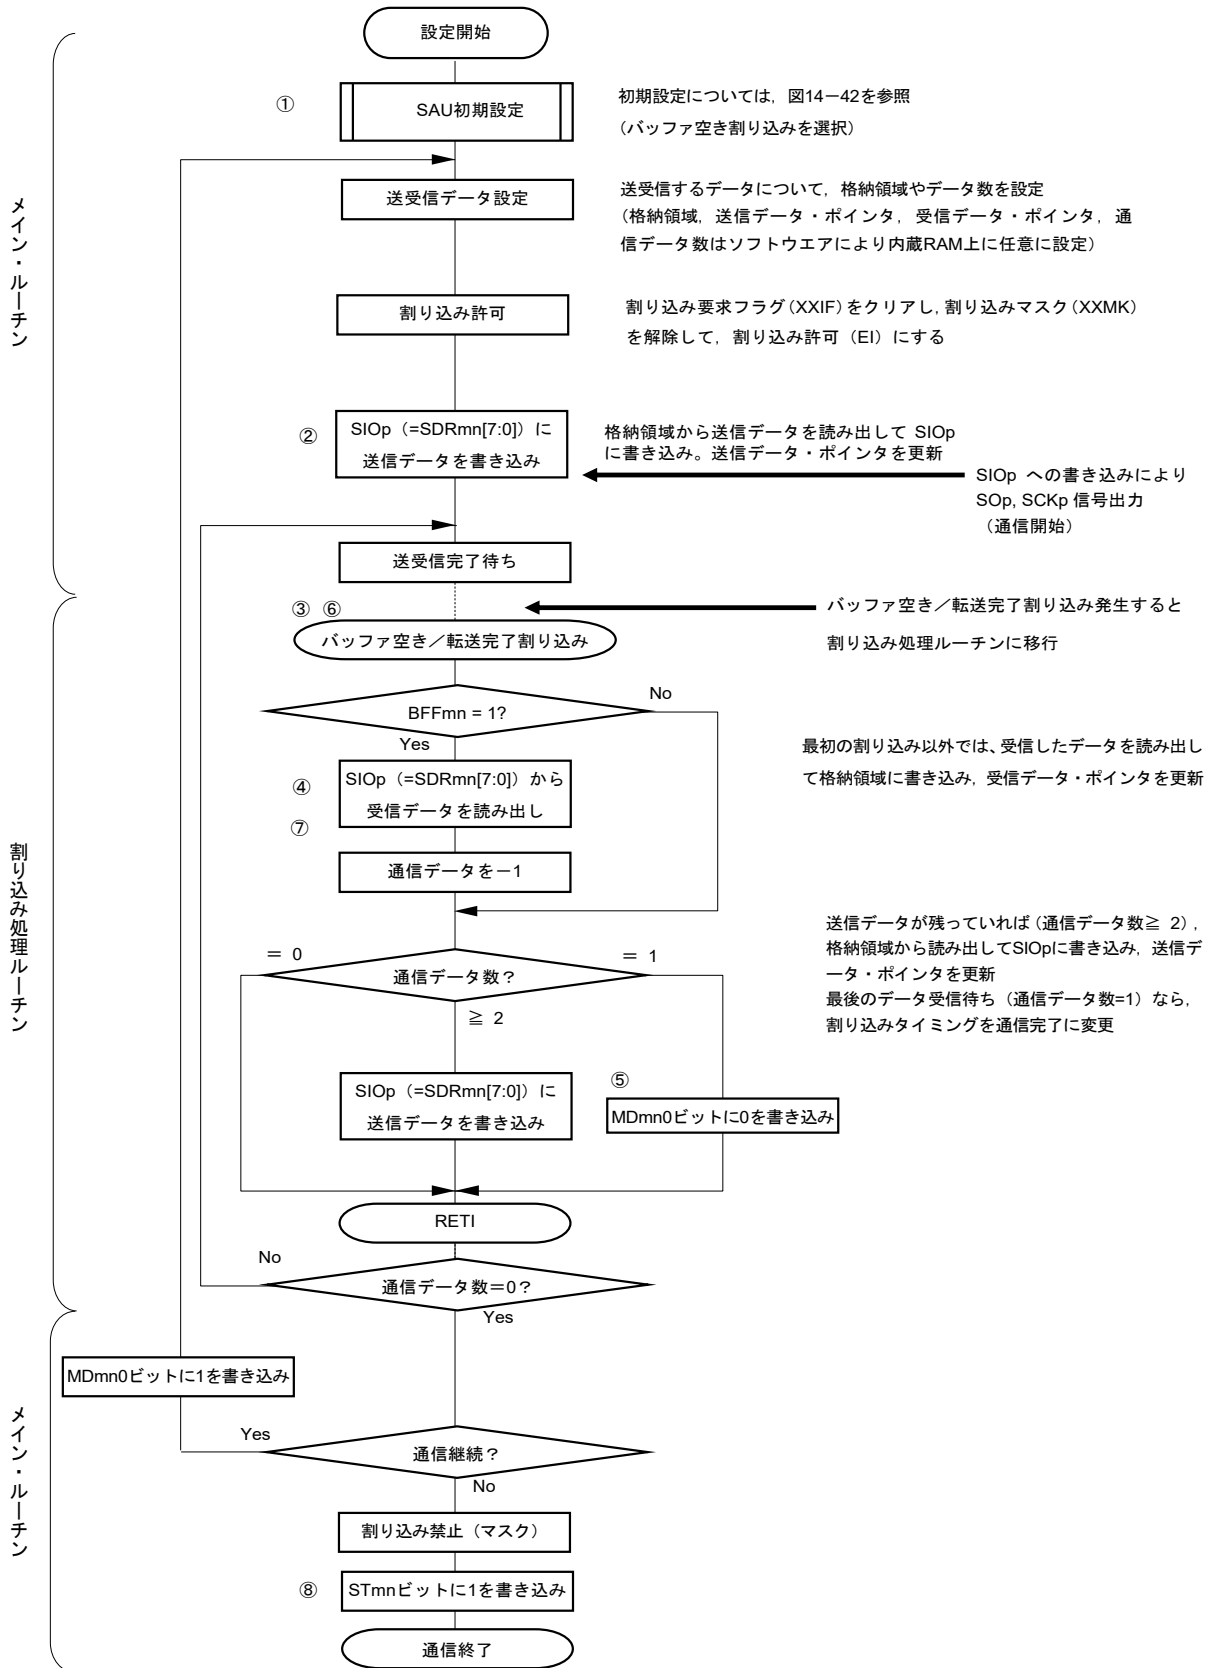 設定開始
①
SAU初期設定
初期設定については，図14－42を参照
（バッファ空き割り込みを選択）
送受信データ設定
送受信するデータについて，格納領域やデータ数を設定
（格納領域，送信データ・ポインタ，受信データ・ポインタ，通
信データ数はソフトウエアにより内蔵RAM上に任意に設定）
メイン・ルーチン
割り込み許可
割り込み要求フラグ（XXIF）をクリアし，割り込みマスク（XXMK）
を解除して，割り込み許可（EI）にする
②
SIOp（=SDRmn[7:0]）に
送信データを書き込み
格納領域から送信データを読み出して SIOp
に書き込み。送信データ・ポインタを更新
SIOp への書き込みにより
SOp, SCKp 信号出力
（通信開始）
送受信完了待ち
③ ⑥
バッファ空き／転送完了割り込み
バッファ空き／転送完了割り込み発生すると
割り込み処理ルーチンに移行
BFFmn = 1?
No
Yes
最初の割り込み以外では、受信したデータを読み出し
て格納領域に書き込み，受信データ・ポインタを更新
④
SIOp（=SDRmn[7:0]）から
受信データを読み出し
⑦
通信データを－1
割り込み処理ルーチン
送信データが残っていれば（通信データ数≧ 2），
格納領域から読み出してSIOpに書き込み，送信デ
ータ・ポインタを更新
最後のデータ受信待ち（通信データ数=1）なら，
割り込みタイミングを通信完了に変更
＝ 0
通信データ数？
＝ 1
≧ 2
SIOp（=SDRmn[7:0]）に
送信データを書き込み
⑤
MDmn0ビットに0を書き込み
RETI
No
通信データ数＝0？
Yes
MDmn0ビットに1を書き込み
メイン・ルーチン
Yes
通信継続？
No
割り込み禁止（マスク）
⑧
STmnビットに1を書き込み
通信終了